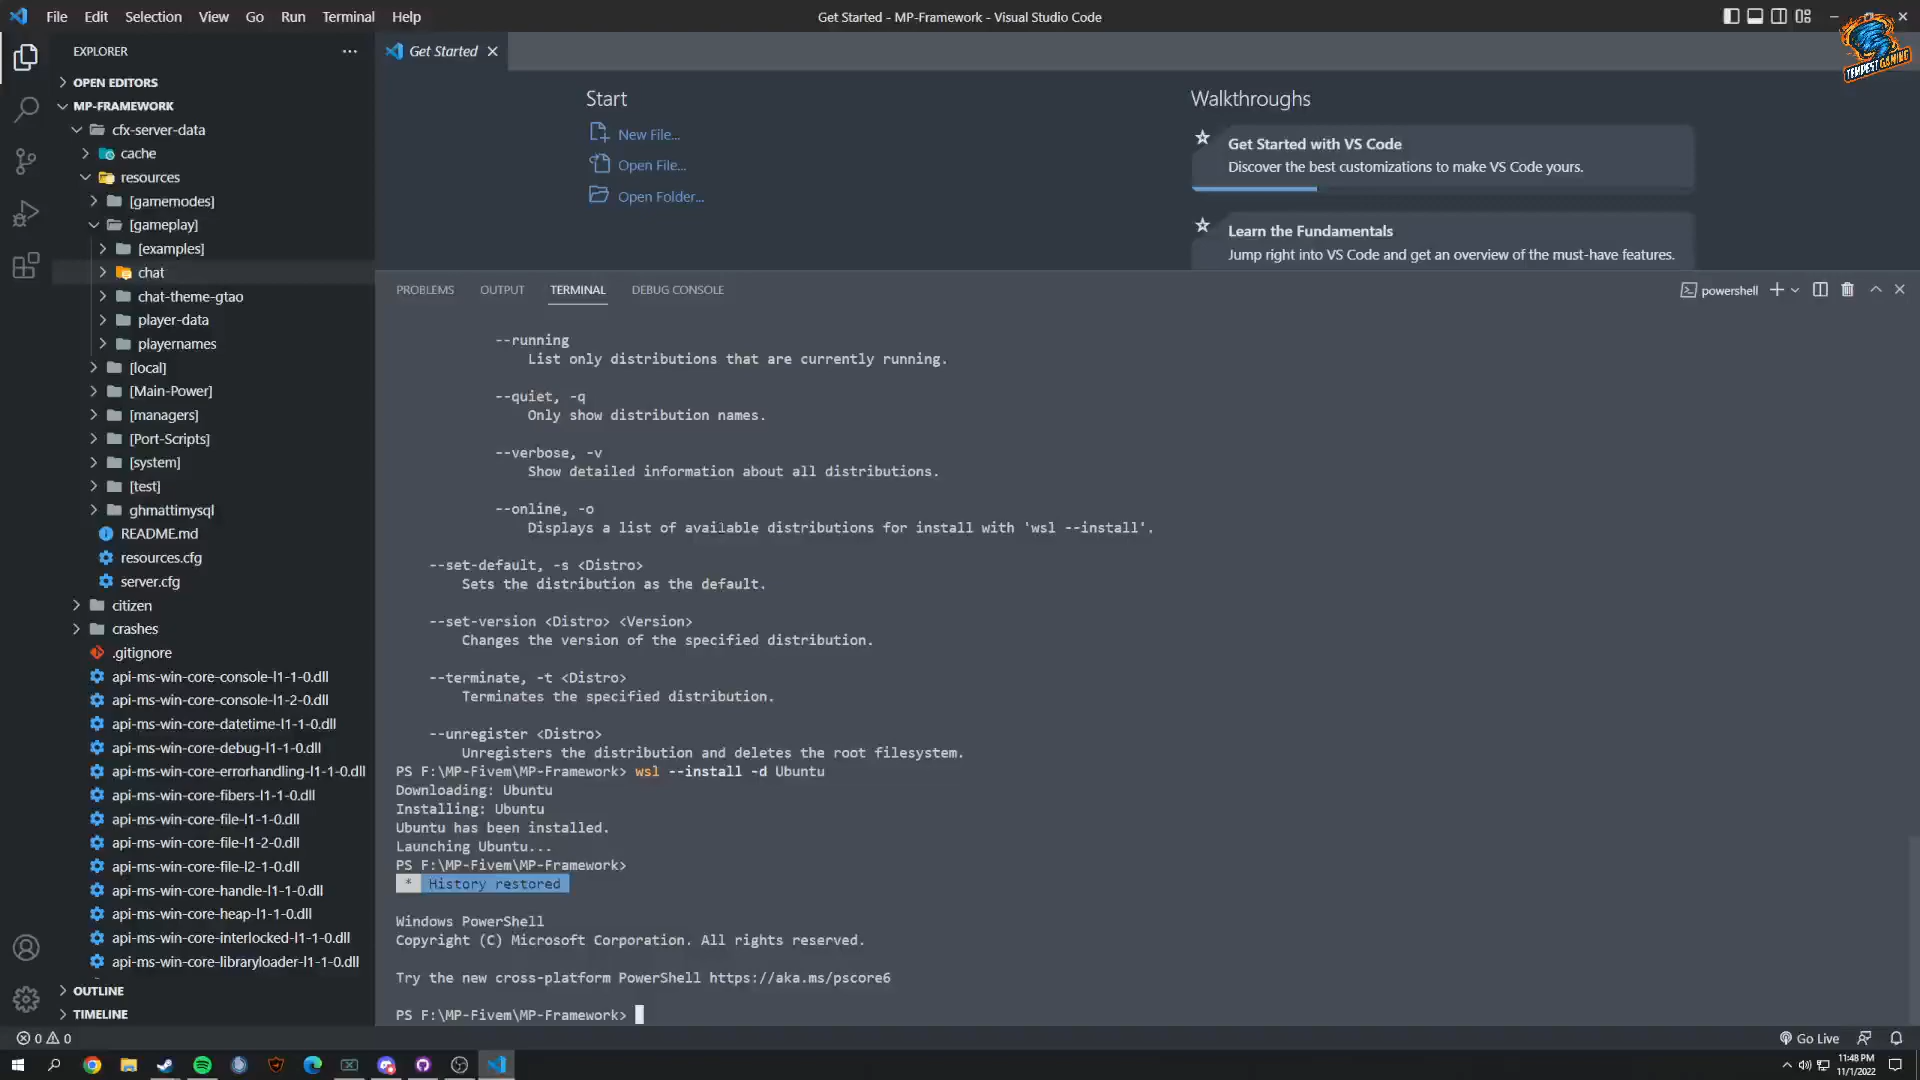 File Edit Selection View Go Run Terminal Help
Get Started - MP-Framework - Visual Studio Code
TEMPEST GAMING
EXPLORER
Get Started
OPEN EDITORS
MP-FRAMEWORK
cfx-server-data
cache
resources
[gamemodes]
[gameplay]
[examples]
chat
chat-theme-gtao
player-data
playernames
[local]
[Main-Power]
[managers]
[Port-Scripts]
[system]
[test]
ghmattimysql
README.md
resources.cfg
server.cfg
citizen
crashes
.gitignore
api-ms-win-core-console-l1-1-0.dll
api-ms-win-core-console-l1-2-0.dll
api-ms-win-core-datetime-l1-1-0.dll
api-ms-win-core-debug-l1-1-0.dll
api-ms-win-core-errorhandling-l1-1-0.dll
api-ms-win-core-fibers-l1-1-0.dll
api-ms-win-core-file-l1-1-0.dll
api-ms-win-core-file-l1-2-0.dll
api-ms-win-core-file-l2-1-0.dll
api-ms-win-core-handle-l1-1-0.dll
api-ms-win-core-heap-l1-1-0.dll
api-ms-win-core-interlocked-l1-1-0.dll
api-ms-win-core-libraryloader-l1-1-0.dll
OUTLINE
TIMELINE
Start
New File...
Open File...
Open Folder...
Walkthroughs
Get Started with VS Code
Discover the best customizations to make VS Code yours.
Learn the Fundamentals
Jump right into VS Code and get an overview of the must-have features.
PROBLEMS OUTPUT TERMINAL DEBUG CONSOLE
powershell
--running
List only distributions that are currently running.
--quiet, -q
Only show distribution names.
--verbose, -v
Show detailed information about all distributions.
--online, -o
Displays a list of available distributions for install with 'wsl --install'.
--set-default, -s <Distro>
Sets the distribution as the default.
--set-version <Distro> <Version>
Changes the version of the specified distribution.
--terminate, -t <Distro>
Terminates the specified distribution.
--unregister <Distro>
Unregisters the distribution and deletes the root filesystem.
PS F:\MP-Fivem\MP-Framework> wsl --install -d Ubuntu
Downloading: Ubuntu
Installing: Ubuntu
Ubuntu has been installed.
Launching Ubuntu...
PS F:\MP-Fivem\MP-Framework>
* History restored
Windows PowerShell
Copyright (C) Microsoft Corporation. All rights reserved.
Try the new cross-platform PowerShell https://aka.ms/pscore6
PS F:\MP-Fivem\MP-Framework>
0 0
Go Live
11:48 PM
11/1/2022